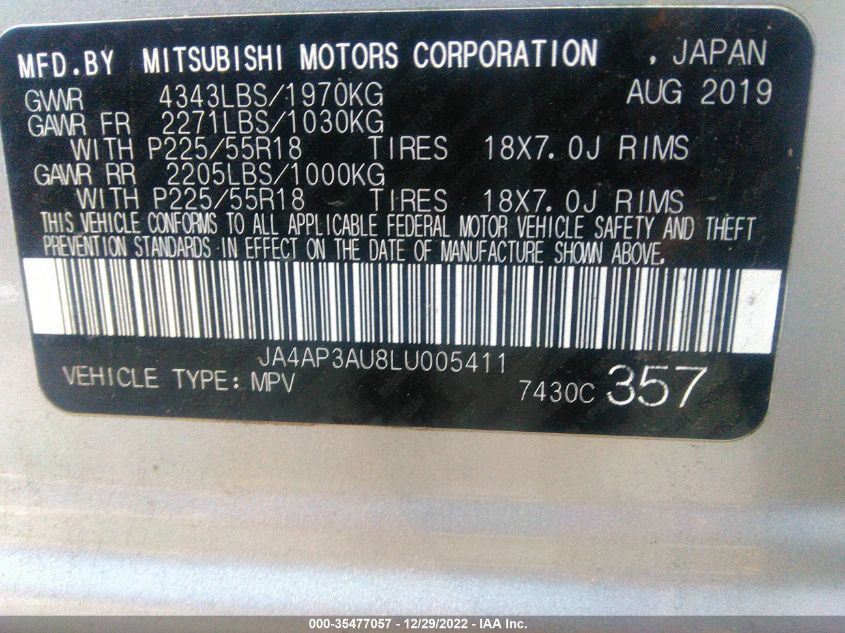 MFD.BY MITSUBISHI MOTORS CORPORATION , JAPAN
GVWR 4343LBS/1970KG AUG 2019
GAWR FR 2271LBS/1030KG
WITH P225/55R18 TIRES 18X7.0J RIMS
GAWR RR 2205LBS/1000KG
WITH P225/55R18 TIRES 18X7.0J RIMS
THIS VEHICLE CONFORMS TO ALL APPLICABLE FEDERAL MOTOR VEHICLE SAFETY AND THEFT
PREVENTION STANDARDS IN EFFECT ON THE DATE OF MANUFACTURE SHOWN ABOVE.
JA4AP3AU8LU005411
VEHICLE TYPE: MPV 7430C 357
000-35477057 - 12/29/2022 - IAA Inc.